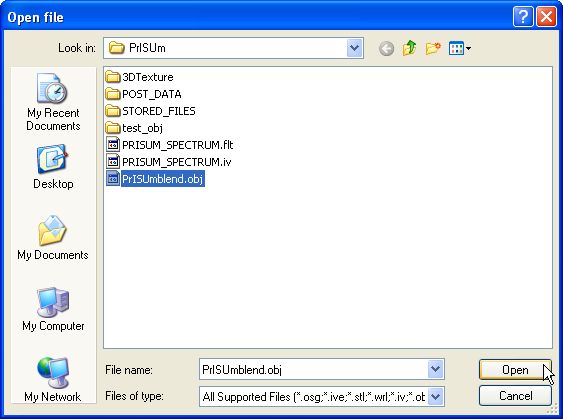 Open file
Look in: PrISUm
3DTexture
POST_DATA
STORED_FILES
test_obj
PRISUM_SPECTRUM.flt
PRISUM_SPECTRUM.iv
PrISUmblend.obj
My Recent
Documents
Desktop
My Documents
My Computer
My Network
File name: PrISUmblend.obj Open
Files of type: All Supported Files (*.osg;*.ive;*.stl;*.wrl;*.iv;*.ob Cancel